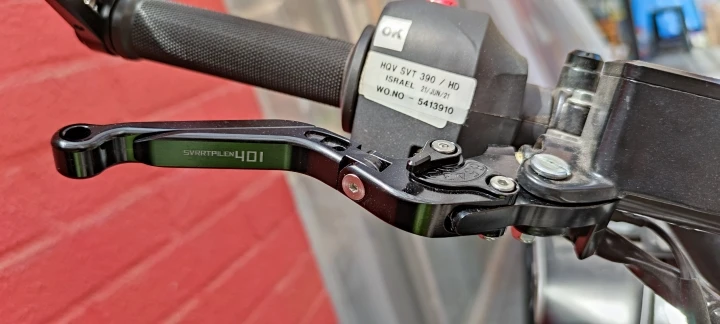 OK
HQV SVT 390 / HD
ISRAEL 21/JUN/21
WO NO - 5413910
SVARTPILEN 401